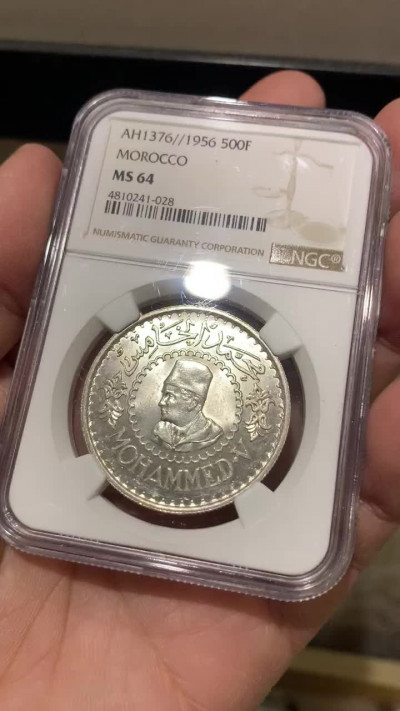 AH1376//1956 500F
MOROCCO
MS 64
4810241-028
NUMISMATIC GUARANTY CORPORATION
NGC®
محمد الخامس
MOHAMMED·V